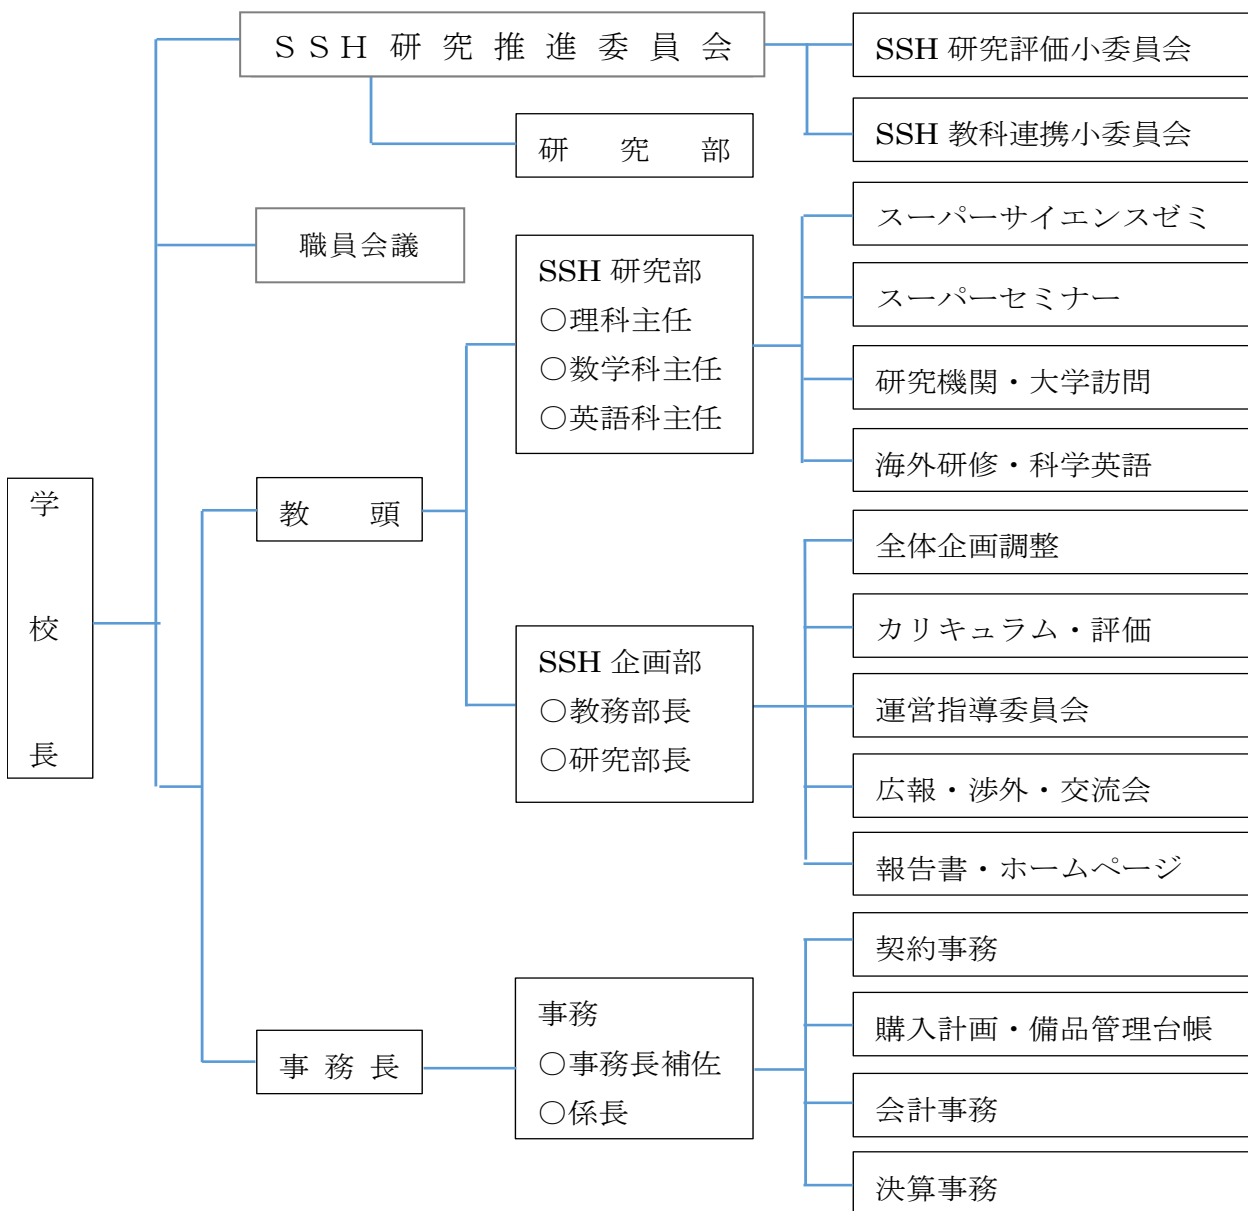 ＳＳＨ研究推進委員会
SSH 研究評価小委員会
SSH 教科連携小委員会
研究部
職員会議
スーパーサイエンスゼミ
スーパーセミナー
研究機関・大学訪問
海外研修・科学英語
SSH 研究部
○理科主任
○数学科主任
○英語科主任
学校長
教頭
全体企画調整
カリキュラム・評価
運営指導委員会
広報・渉外・交流会
報告書・ホームページ
SSH 企画部
○教務部長
○研究部長
事務長
事務
○事務長補佐
○係長
契約事務
購入計画・備品管理台帳
会計事務
決算事務